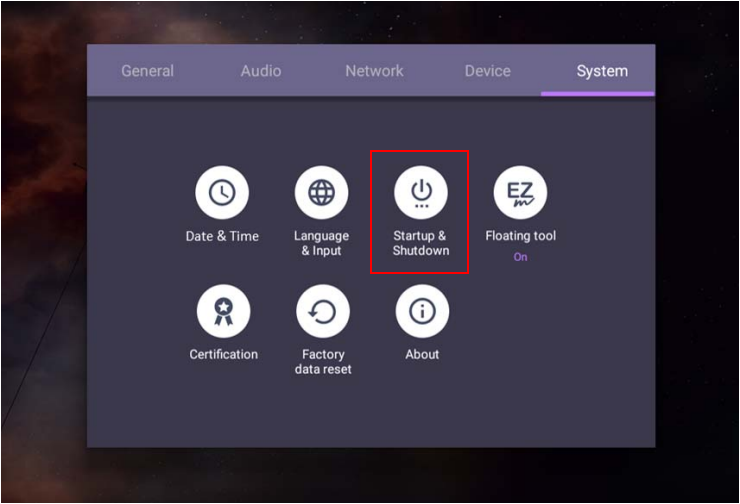 General Audio Network Device System
Date & Time
Language
& Input
Startup &
Shutdown
EZ
Floating tool
On
Certification
Factory
data reset
About